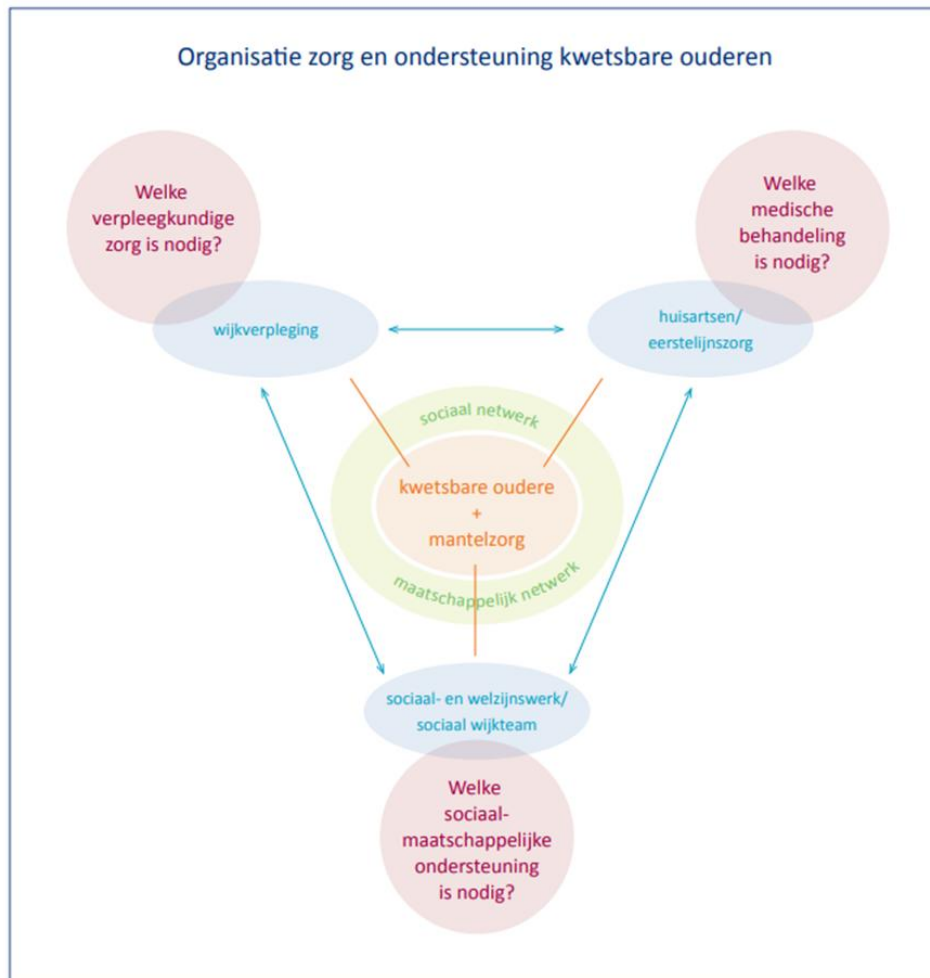 Organisatie zorg en ondersteuning kwetsbare ouderen
Welke
verpleegkundige
zorg is nodig?
Welke
medische
behandeling
is nodig?
wijkverpleging
huisartsen/
eerstelijnszorg
sociaal netwerk
kwetsbare oudere
+
mantelzorg
maatschappelijk netwerk
sociaal- en welzijnswerk/
sociaal wijkteam
Welke
sociaal-
maatschappelijke
ondersteuning
is nodig?